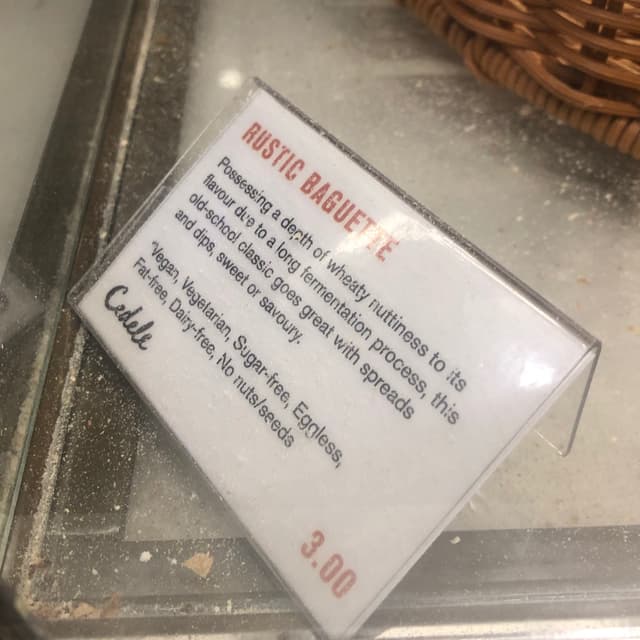 RUSTIC BAGUETTE
Possessing a depth of wheaty nuttiness to its
flavour due to a long fermentation process, this
old-school classic goes great with spreads
and dips, sweet or savoury.
*Vegan, Vegetarian, Sugar-free, Eggless,
Fat-free, Dairy-free, No nuts/seeds
Cedele
3.00